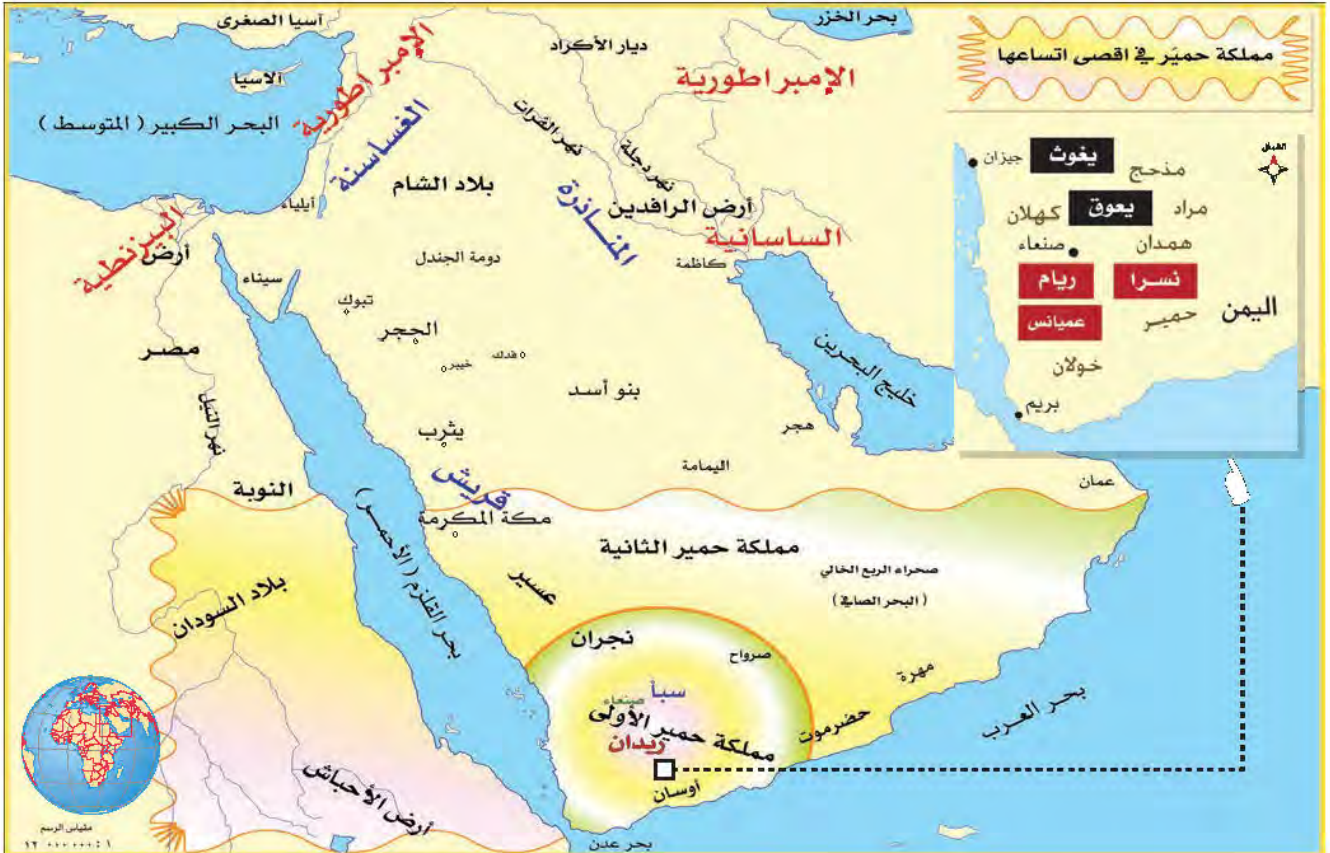 مملكة حميَر في اقصى اتساعها
آسيا الصغرى
بحر الخزر
ديار الأكراد
الإمبراطورية
الإمبراطورية
الاسيا
البحر الكبير ( المتوسط )
الغساسنة
نهر الفرات
نهر دجلة
بلاد الشام
أرض الرافدين
المناذرة
الساسانية
أيلياء
البيزنطية
أرض
سيناء
دومة الجندل
كاظمة
تبوك
الحجر
مصر
فدك
خيبر
بنو أسد
خليج البحرين
نهر النيل
يثرب
هجر
اليمامة
عمان
قريش
النوبة
مكة المكرمة
مملكة حمير الثانية
صحراء الربع الخالي
( البحر الصافي )
عسير
بحر القلزم ( الأحمر )
بلاد السودان
نجران
صرواح
مهرة
سبأ
صنعاء
مملكة حمير الأولى
ريدان
حضرموت
بحر العرب
أوسان
أرض الأحباش
بحر عدن
مقياس الرسم
١ : ١٢ ٠٠٠ ٠٠٠
الشمال
جيزان
يغوث
مذحج
كهلان
يعوق
مراد
صنعاء
همدان
ريام
نسرا
عميانس
حمير
اليمن
خولان
بريم